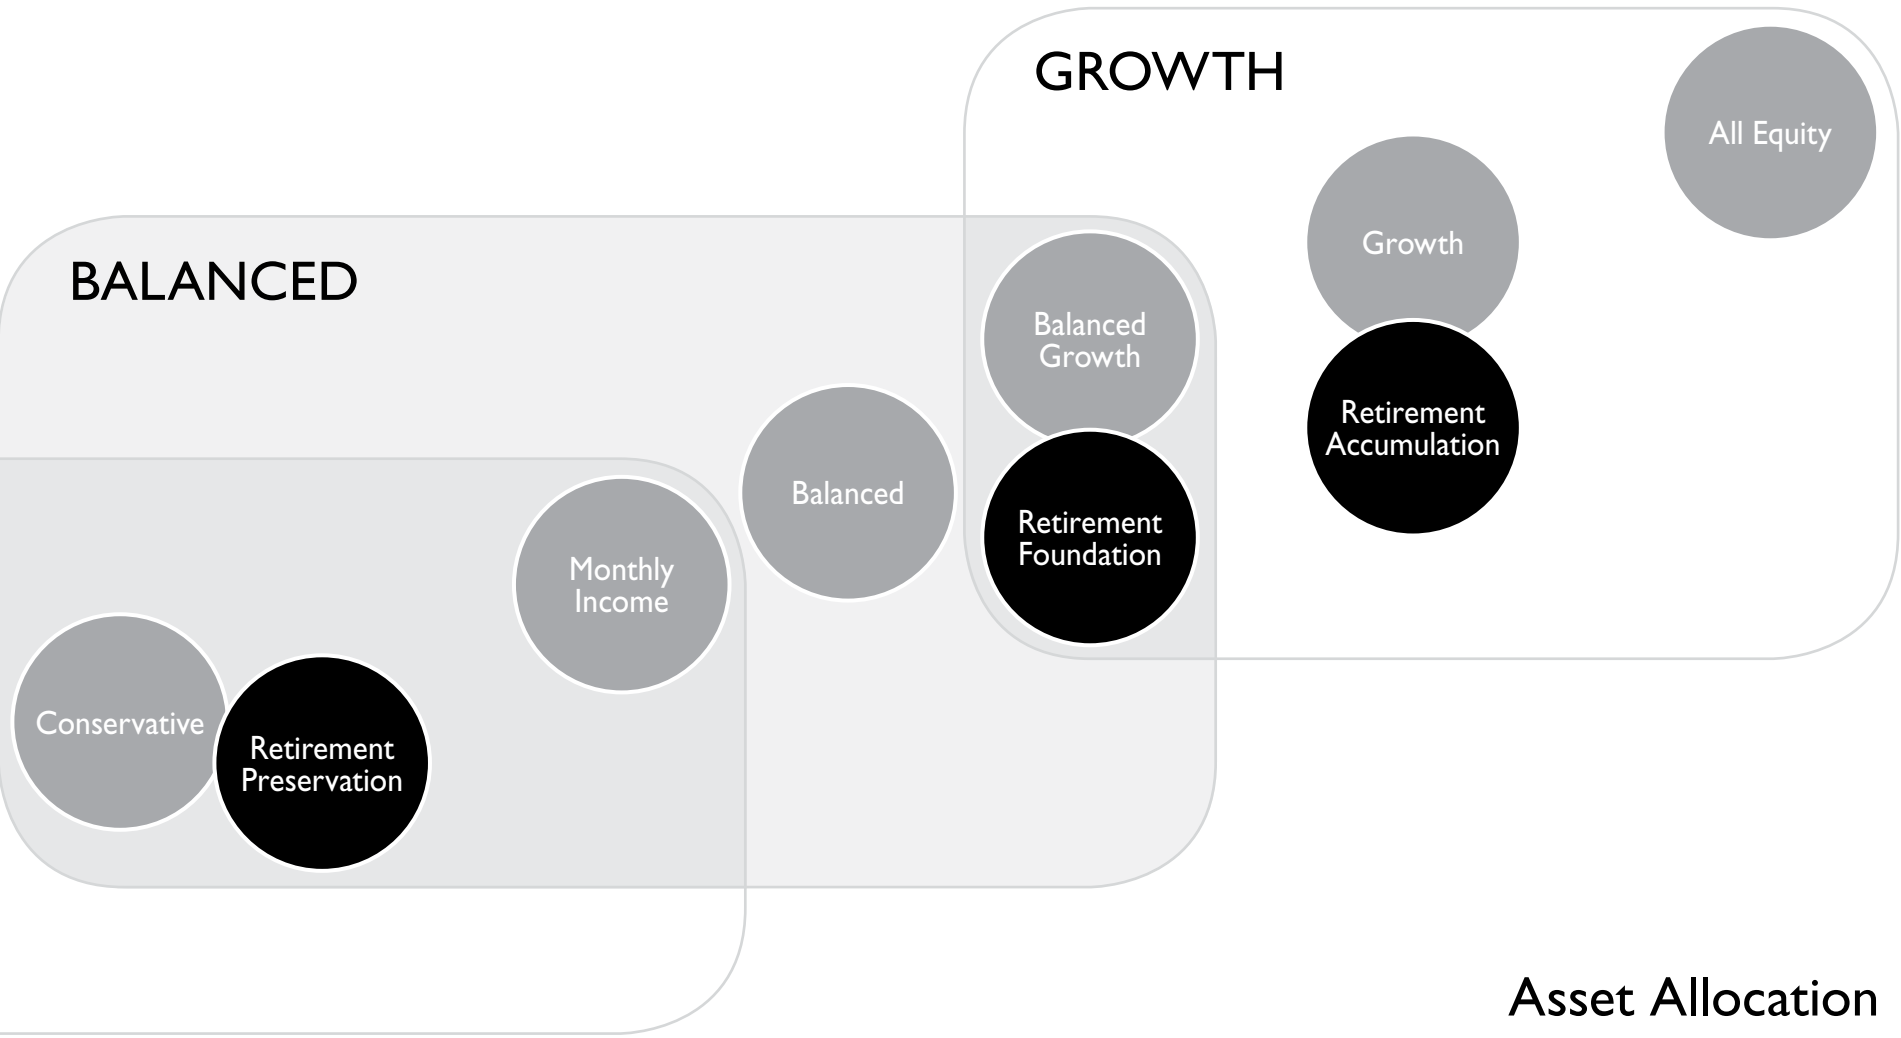 GROWTH
All Equity
Growth
BALANCED
Balanced
Growth
Retirement
Accumulation
Balanced
Retirement
Foundation
Monthly
Income
Conservative
Retirement
Preservation
Asset Allocation